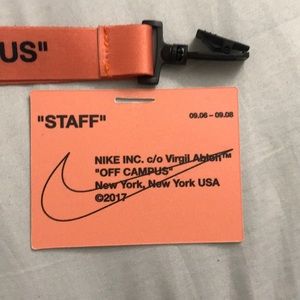 US"
"STAFF"
09.06 – 09.08
NIKE INC. c/o Virgil Abloh™
"OFF CAMPUS"
New York, New York USA
©2017